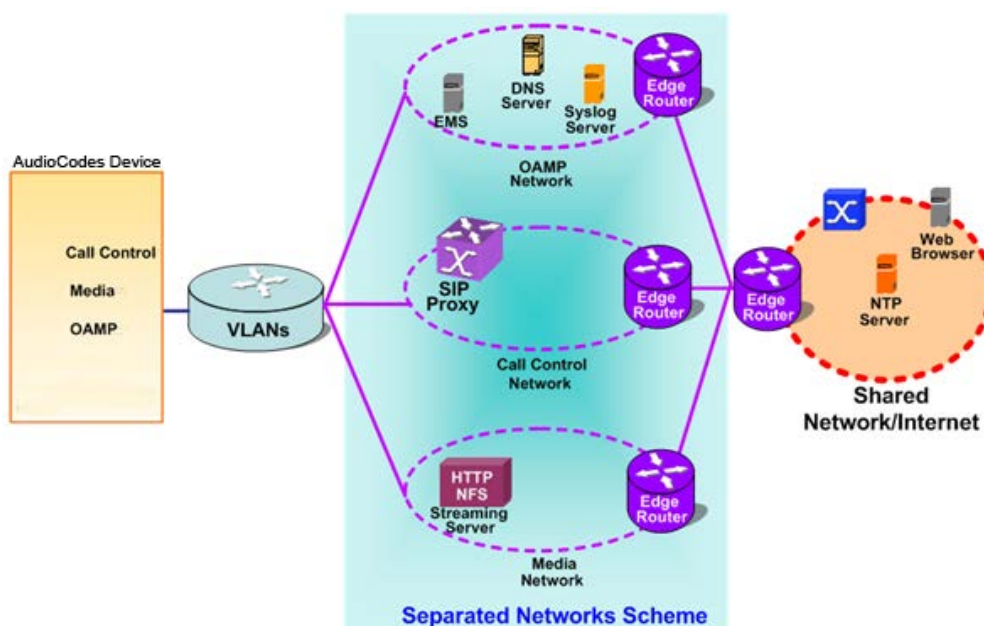 AudioCodes Device
Call Control
Media
OAMP
VLANs
EMS
DNS
Server
Syslog
Server
Edge
Router
OAMP
Network
SIP
Proxy
Edge
Router
Call Control
Network
HTTP
NFS
Streaming
Server
Edge
Router
Media
Network
Separated Networks Scheme
Edge
Router
Web
Browser
NTP
Server
Shared
Network/Internet